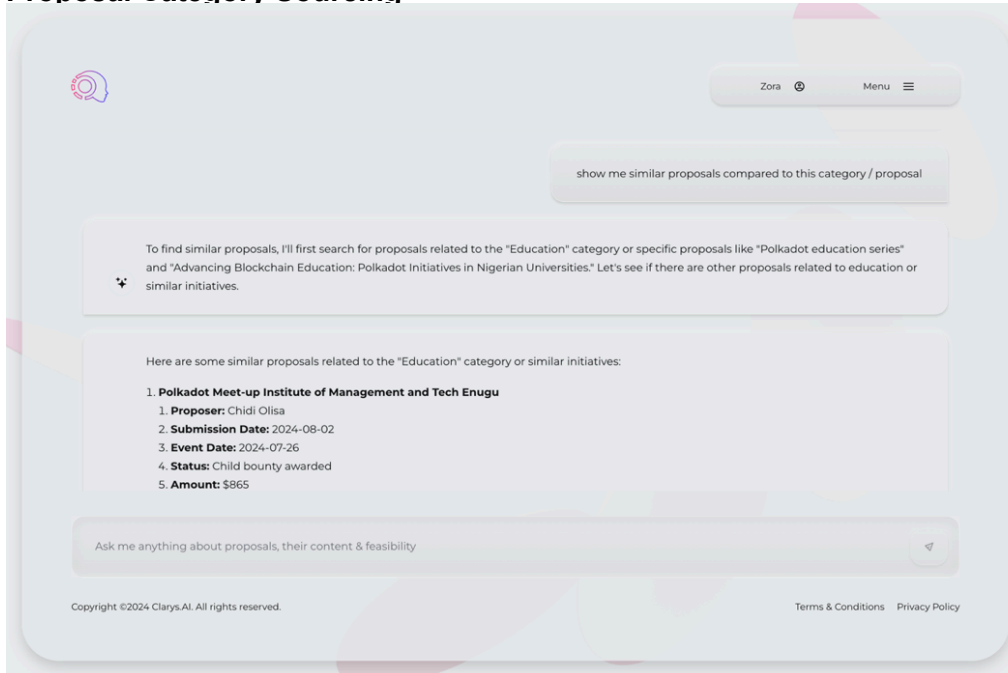 Proposal Category Sourcing
Zora
Menu
show me similar proposals compared to this category / proposal
To find similar proposals, I'll first search for proposals related to the "Education" category or specific proposals like "Polkadot education series"
and "Advancing Blockchain Education: Polkadot Initiatives in Nigerian Universities." Let's see if there are other proposals related to education or
similar initiatives.
Here are some similar proposals related to the "Education" category or similar initiatives:
1. Polkadot Meet-up Institute of Management and Tech Enugu
1. Proposer: Chidi Olisa
2. Submission Date: 2024-08-02
3. Event Date: 2024-07-26
4. Status: Child bounty awarded
5. Amount: $865
Ask me anything about proposals, their content & feasibility
Copyright ©2024 Clarys.AI. All rights reserved.
Terms & Conditions Privacy Policy